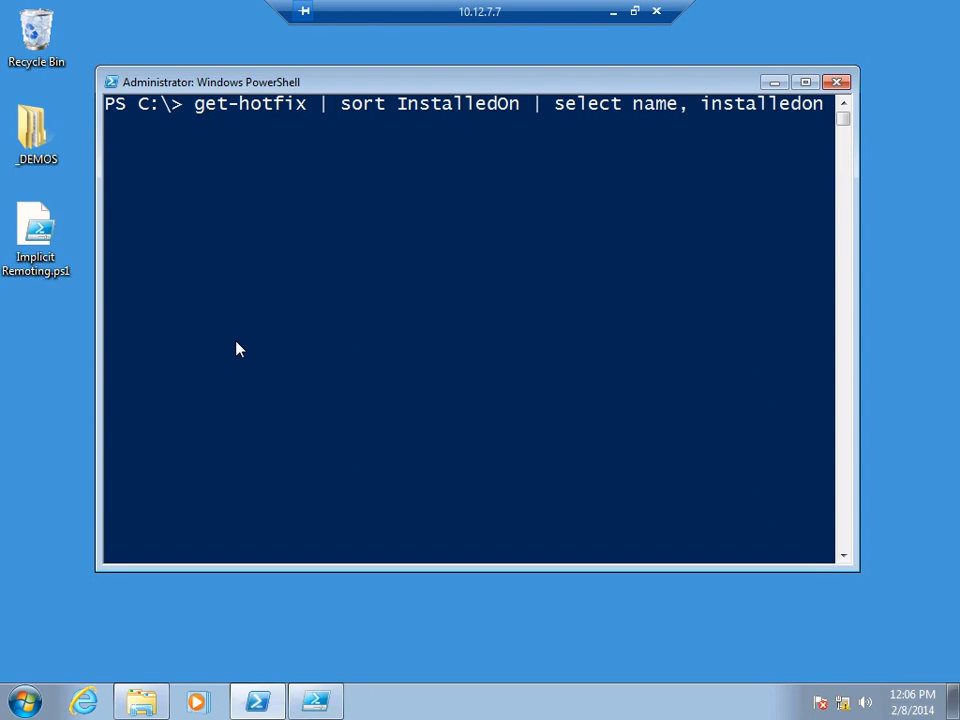 10.12.7.7
Recycle Bin
Administrator: Windows PowerShell
PS C:\> get-hotfix | sort InstalledOn | select name, installedon
_DEMOS
Implicit
Remoting.ps1
12:06 PM
2/8/2014